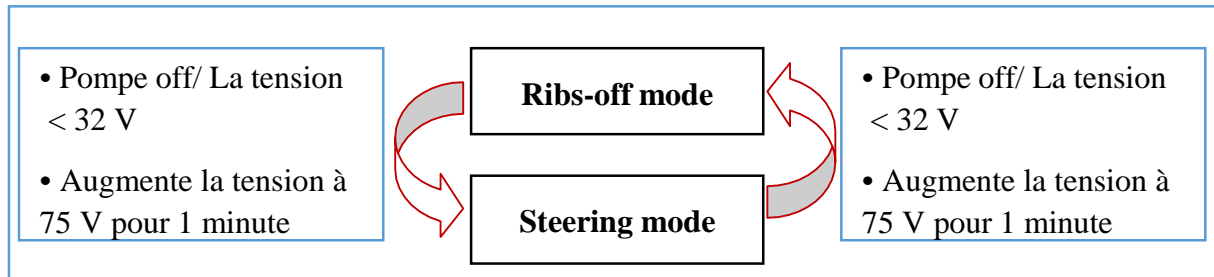 • Pompe off/ La tension
< 32 V
• Augmente la tension à
75 V pour 1 minute
Ribs-off mode
Steering mode
• Pompe off/ La tension
< 32 V
• Augmente la tension à
75 V pour 1 minute